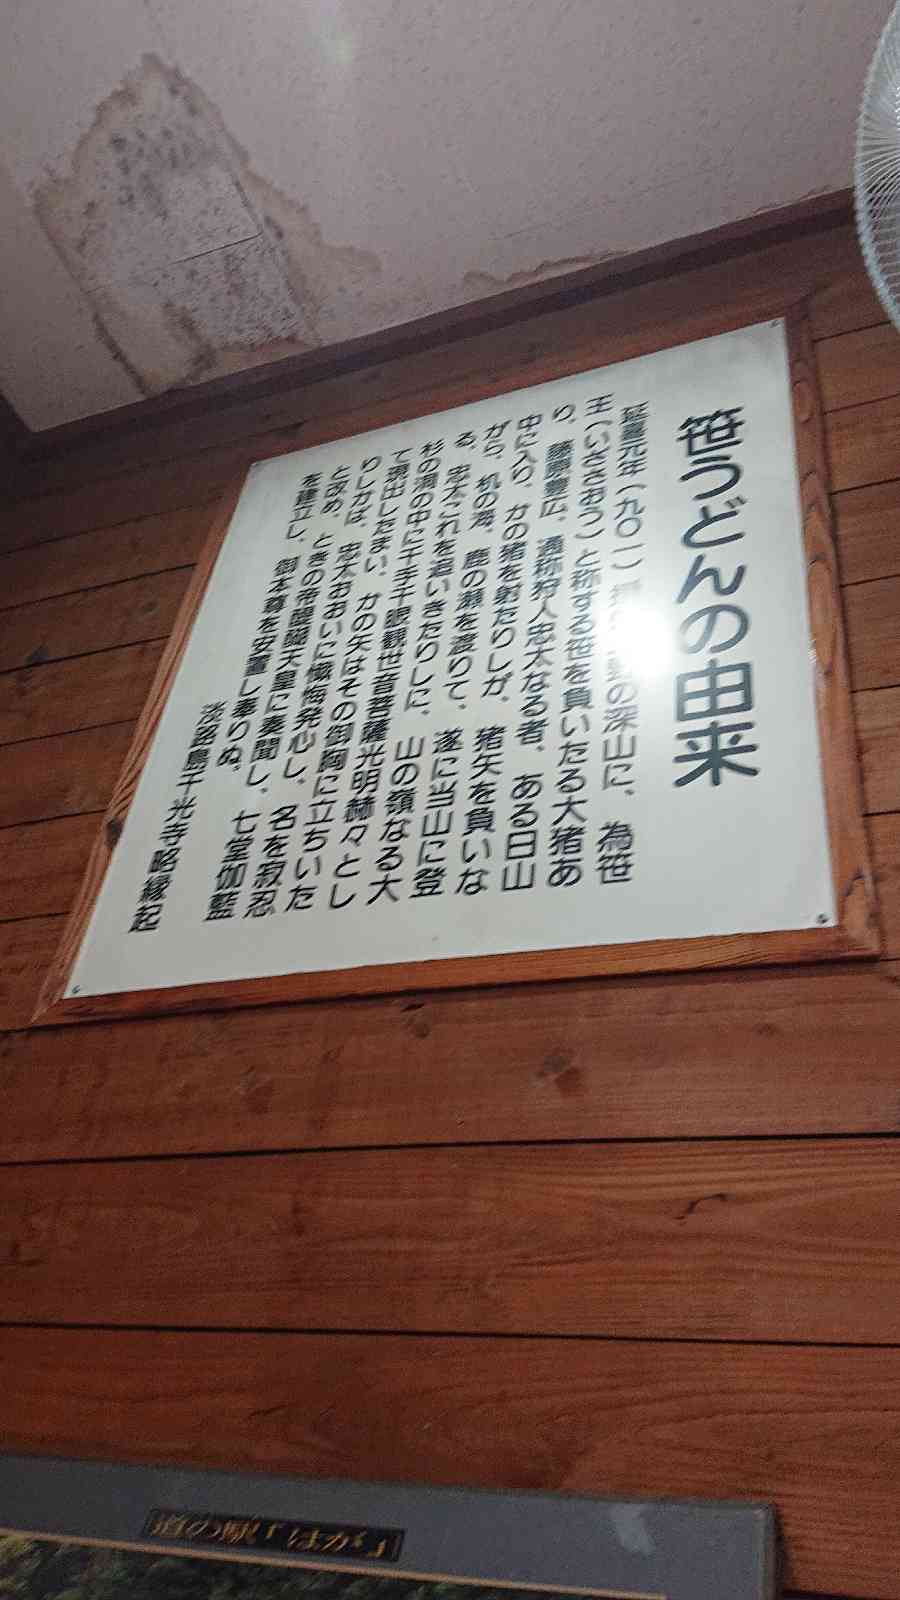 笹うどんの由来
延喜元年（九〇一）の深山に、為笹
王（いざさおう）と称する笹を負いたる大猪あ
り、藤原豊広、通称狩人忠太なる者、ある日山
中に入り、かの猪を射たりしが、猪矢を負いな
がら、机の海、鹿の瀬を渡りて、遂に当山に登
る、忠太これを追いきたりしに、山の嶺なる大
杉の洞の中に千手千眼観世音菩薩光明赫々とし
て現出したまい、かの矢はその御胸に立ちいた
りしかば、忠太おおいに懺悔発心し、名を寂忍
と改め、ときの帝醍醐天皇に奏聞し、七堂伽藍
を建立し、御本尊を安置し奉りぬ。
淡路島千光寺略縁起
道の駅「はが」